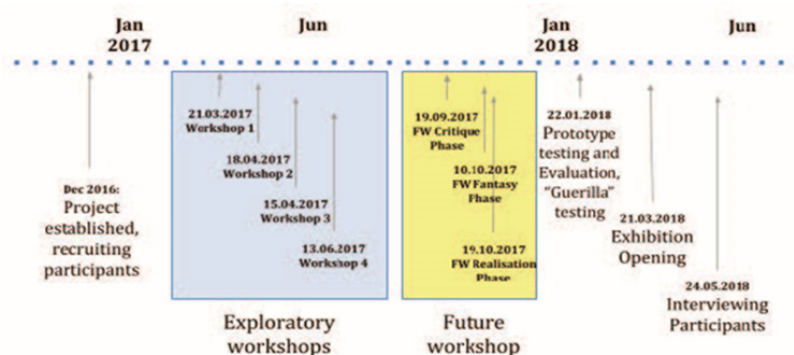 Jan
2017
Jun
Jan
2018
Jun
Dec 2016:
Project
established,
recruiting
participants
21.03.2017
Workshop 1
18.04.2017
Workshop 2
15.04.2017
Workshop 3
13.06.2017
Workshop 4
Exploratory
workshops
19.09.2017
FW Critique
Phase
10.10.2017
FW Fantasy
Phase
19.10.2017
FW Realisation
Phase
Future
workshop
22.01.2018
Prototype
testing and
Evaluation,
"Guerilla"
testing
21.03.2018
Exhibition
Opening
24.05.2018
Interviewing
Participants